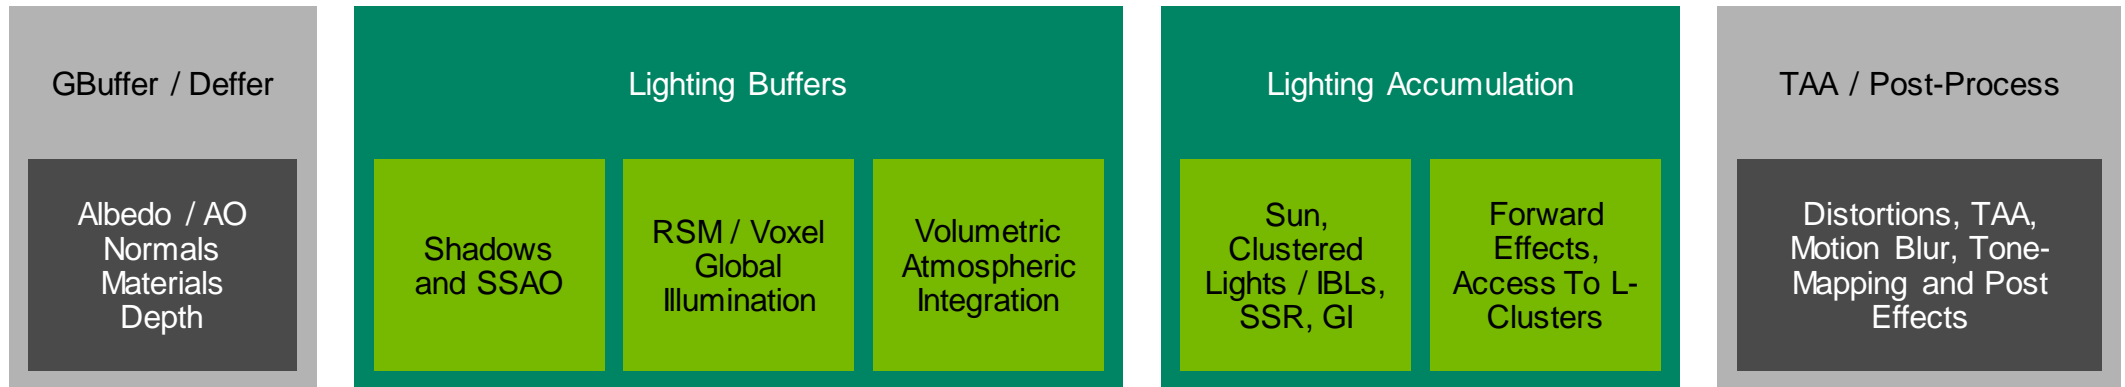 GBuffer / Deffer
Albedo / AO
Normals
Materials
Depth
Lighting Buffers
Shadows
and SSAO
RSM / Voxel
Global
Illumination
Volumetric
Atmospheric
Integration
Lighting Accumulation
Sun,
Clustered
Lights / IBLs,
SSR, GI
Forward
Effects,
Access To L-
Clusters
TAA / Post-Process
Distortions, TAA,
Motion Blur, Tone-
Mapping and Post
Effects